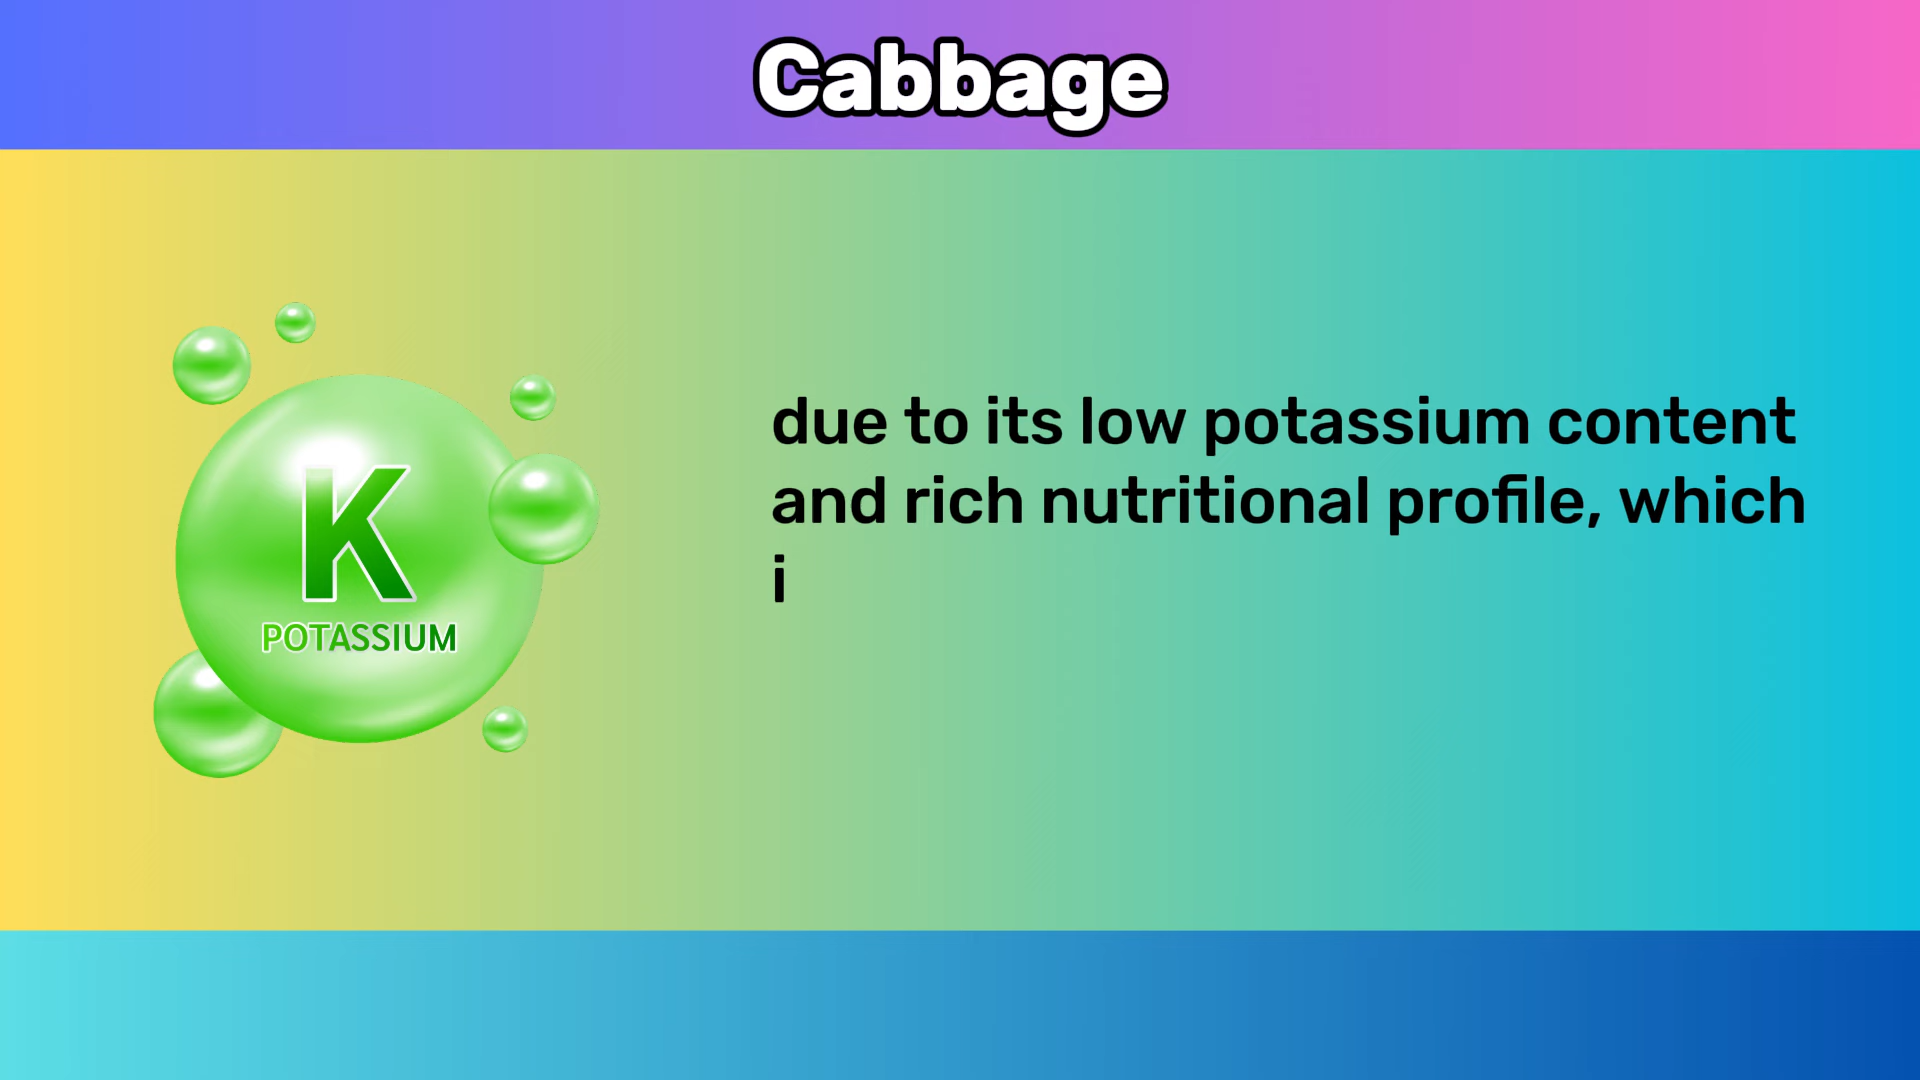 Cabbage
K
POTASSIUM
due to its low potassium content
and rich nutritional profile, which
i